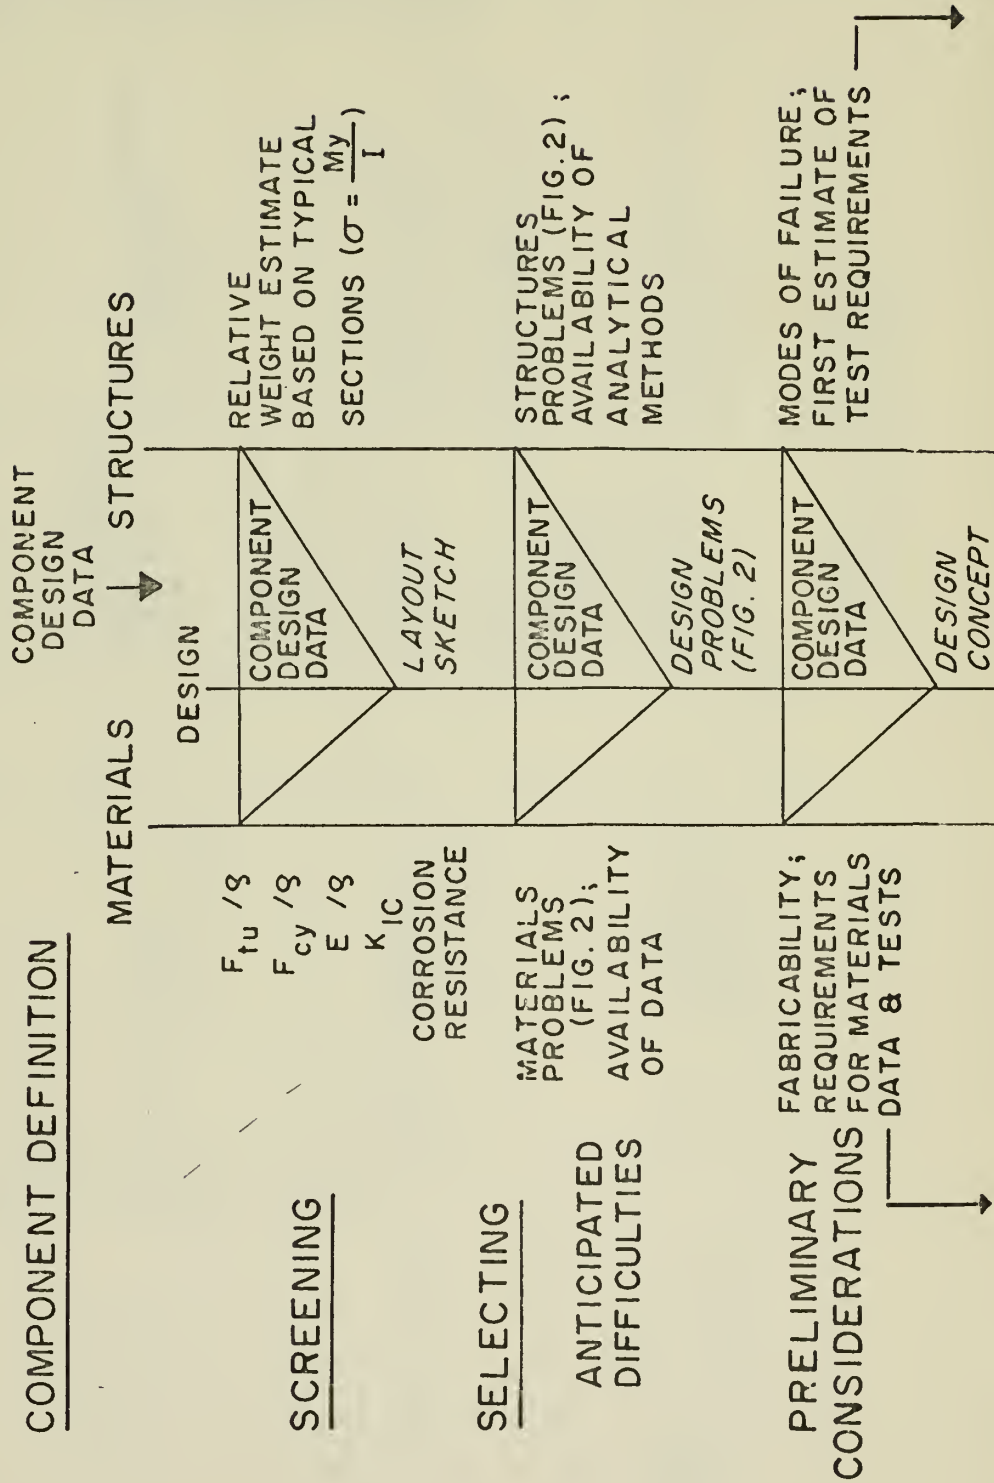 COMPONENT DEFINITION
COMPONENT
DESIGN
DATA
MATERIALS
STRUCTURES
DESIGN
SCREENING
F tu /ρ
F cy /ρ
E /ρ
K IC
CORROSION
RESISTANCE
COMPONENT
DESIGN
DATA
LAYOUT
SKETCH
RELATIVE
WEIGHT ESTIMATE
BASED ON TYPICAL
SECTIONS (σ = My/I)
SELECTING
ANTICIPATED
DIFFICULTIES
MATERIALS
PROBLEMS
(FIG. 2);
AVAILABILITY
OF DATA
COMPONENT
DESIGN
DATA
DESIGN
PROBLEMS
(FIG. 2)
STRUCTURES
PROBLEMS (FIG. 2);
AVAILABILITY OF
ANALYTICAL
METHODS
PRELIMINARY
CONSIDERATIONS
FABRICABILITY;
REQUIREMENTS
FOR MATERIALS
DATA & TESTS
COMPONENT
DESIGN
DATA
DESIGN
CONCEPT
MODES OF FAILURE;
FIRST ESTIMATE OF
TEST REQUIREMENTS